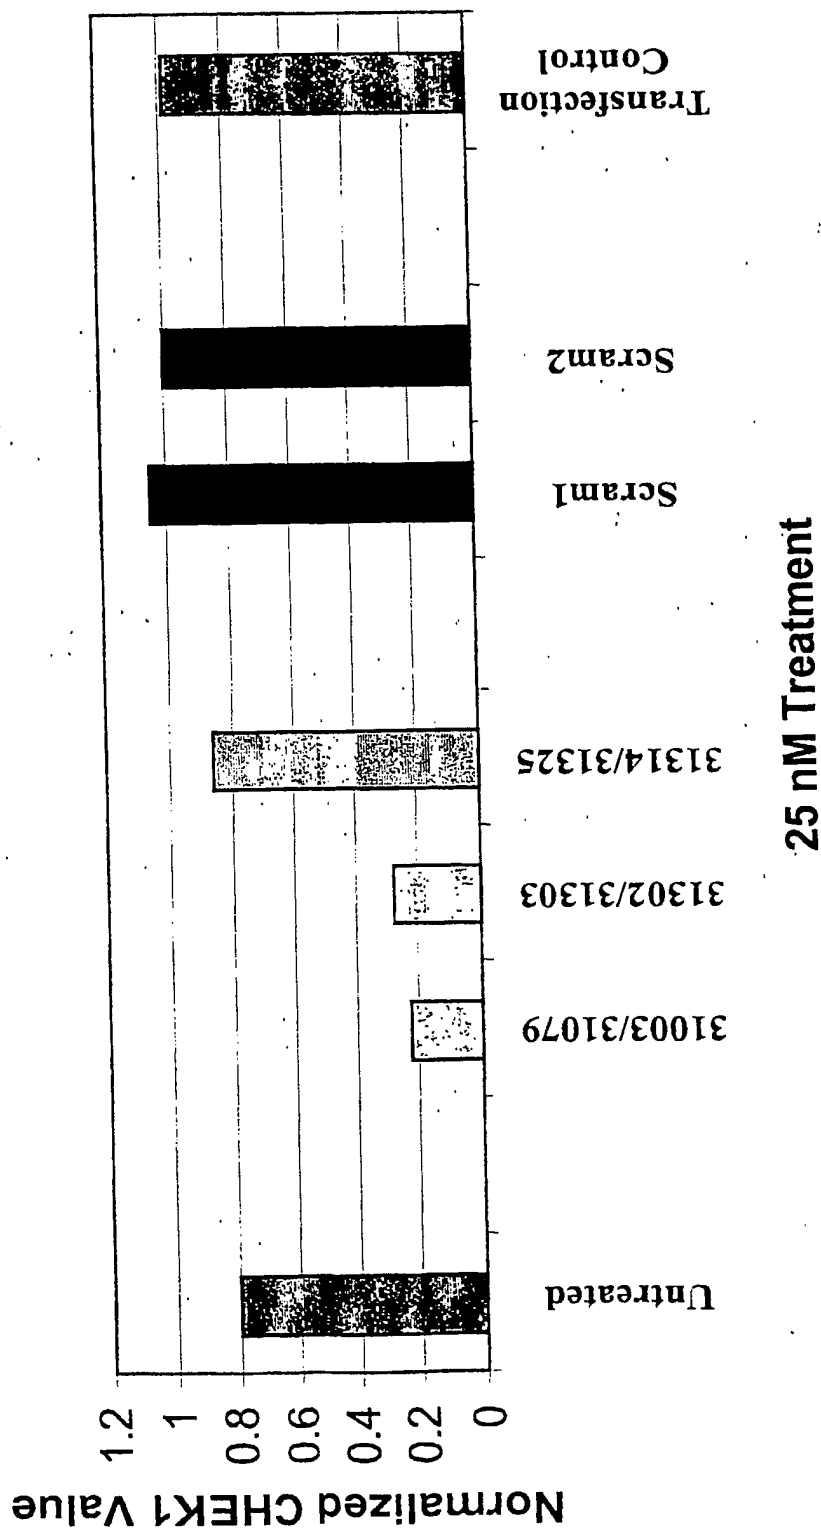 Normalized CHEK1 Value
1.2
1
0.8
0.6
0.4
0.2
0
Untreated
31003/31079
31302/31303
31314/31325
Scram1
Scram2
Transfection
Control
25 nM Treatment